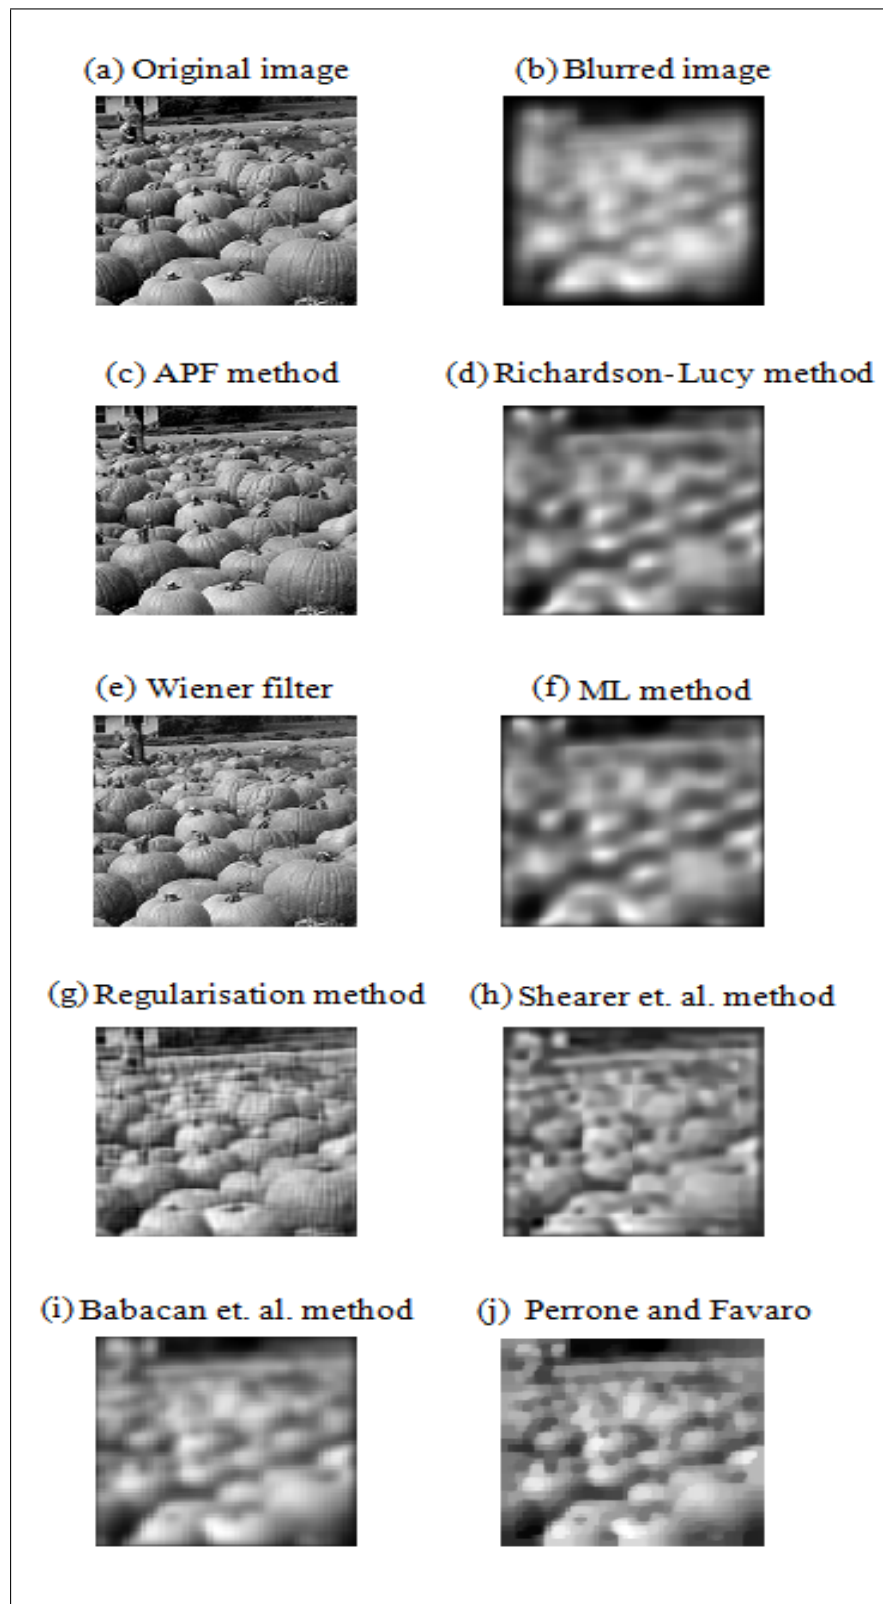 (a) Original image
(b) Blurred image
(c) APF method
(d) Richardson-Lucy method
(e) Wiener filter
(f) ML method
(g) Regularisation method
(h) Shearer et. al. method
(i) Babacan et. al. method
(j) Perrone and Favaro